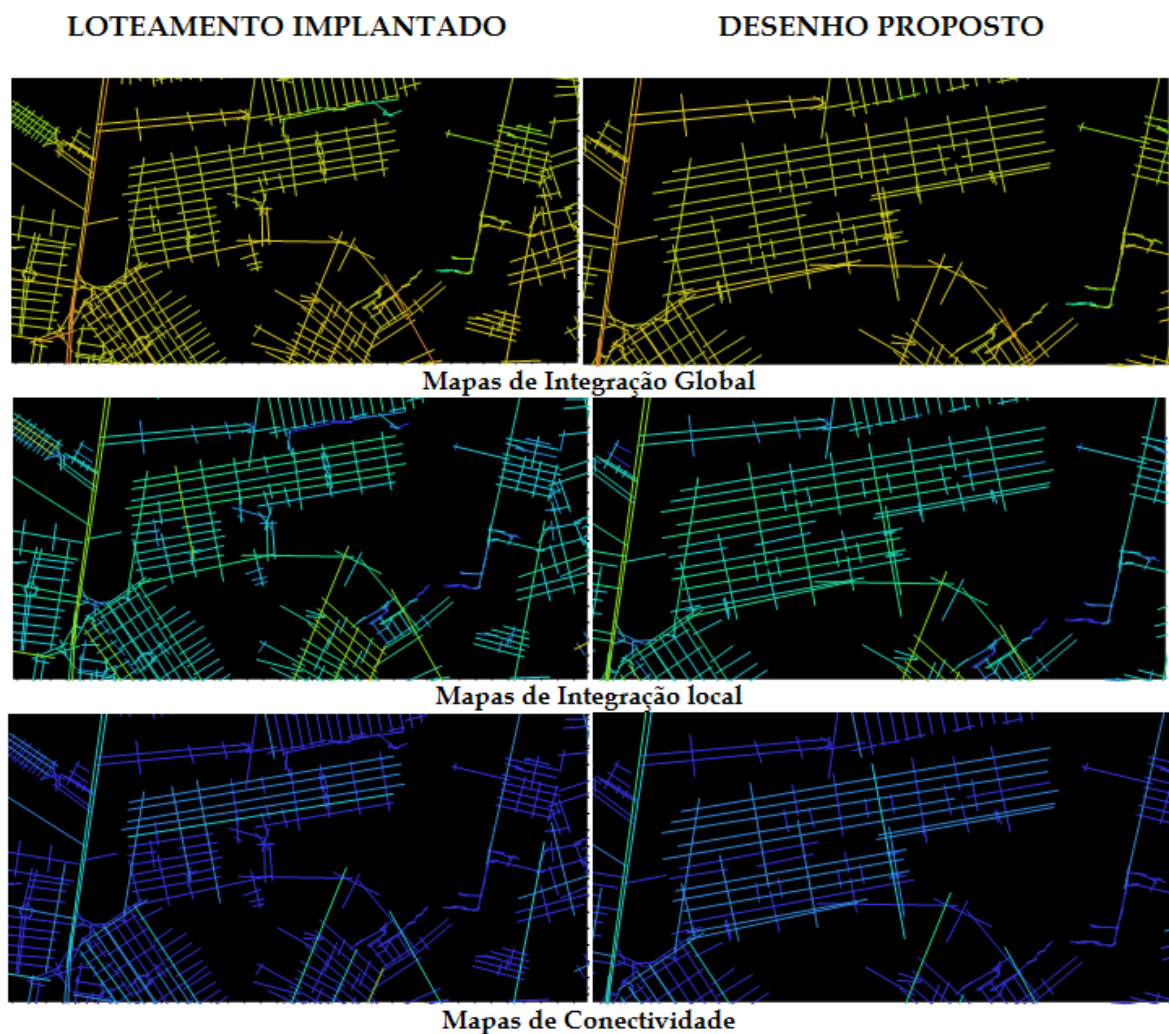 LOTEAMENTO IMPLANTADO
DESENHO PROPOSTO
Mapas de Integração Global
Mapas de Integração local
Mapas de Conectividade